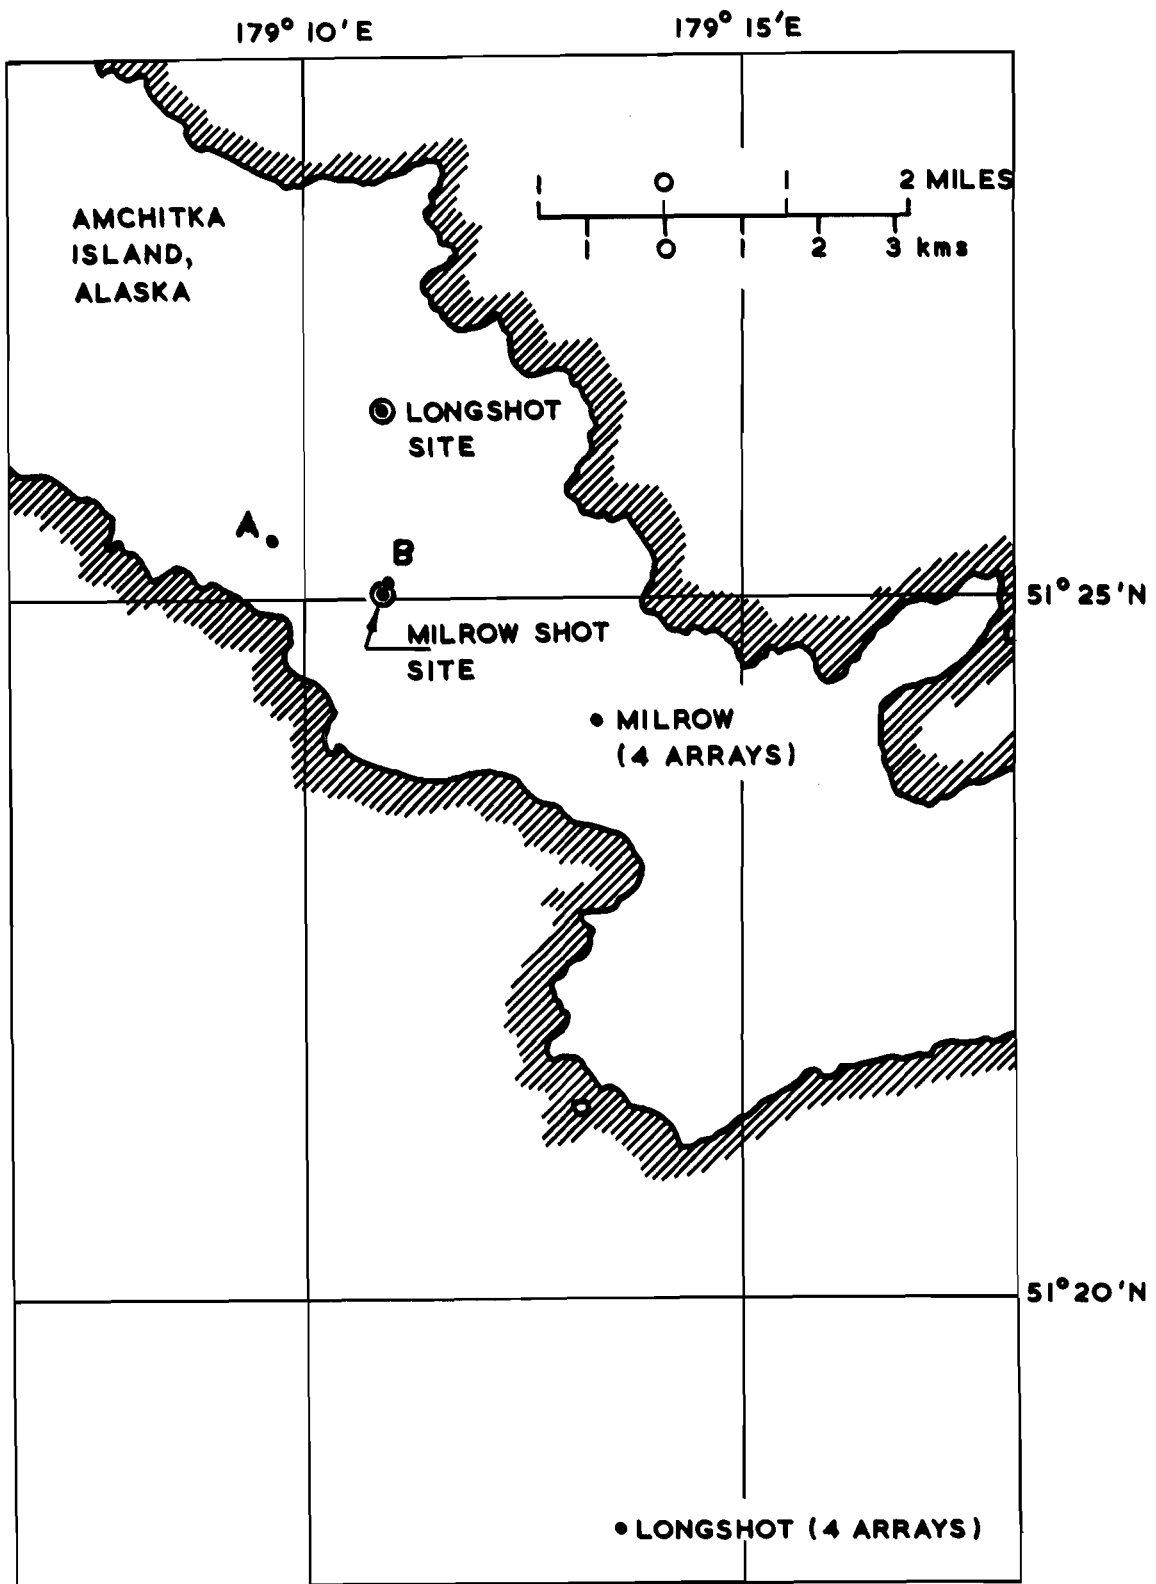 179° 10'E
179° 15'E
1 0 1 2 MILES
1 0 1 2 3 kms
AMCHITKA
ISLAND,
ALASKA
LONGSHOT
SITE
A
B
51° 25'N
MILROW SHOT
SITE
MILROW
(4 ARRAYS)
51° 20'N
LONGSHOT (4 ARRAYS)